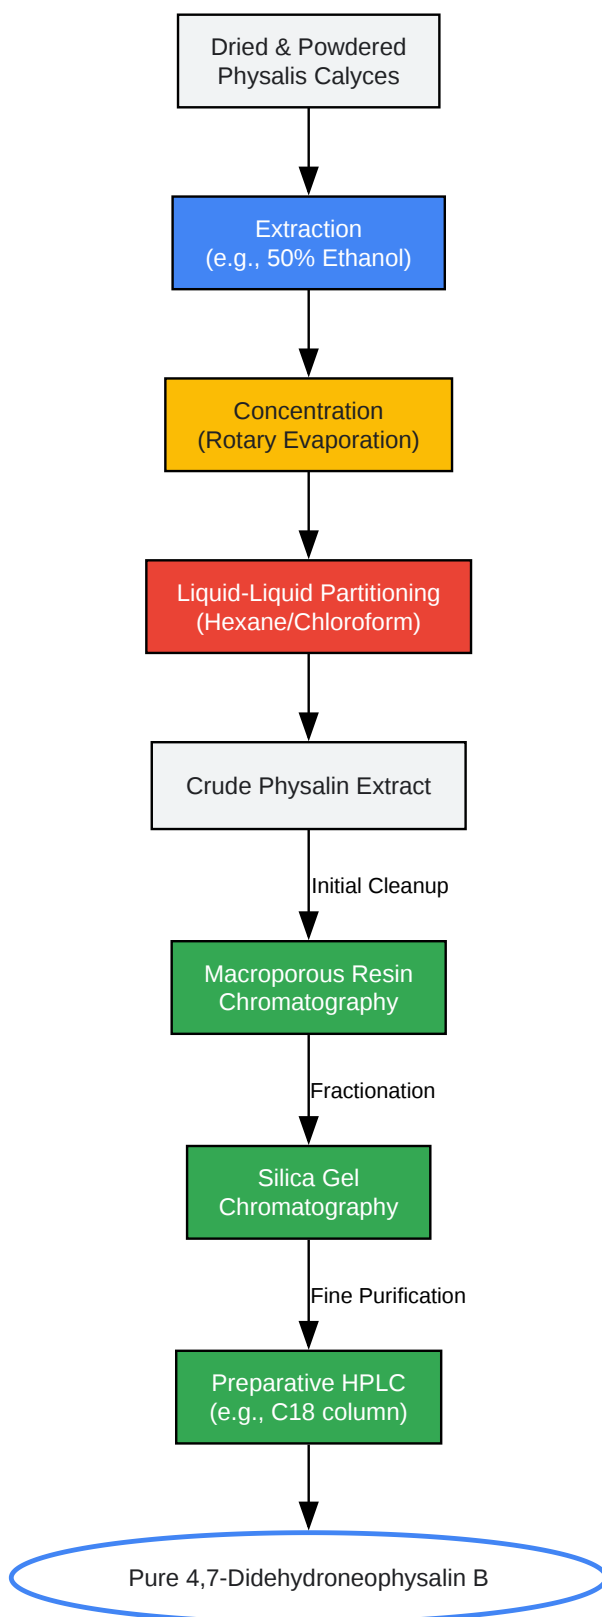 Dried & Powdered
Physalis Calyces
Extraction
(e.g., 50% Ethanol)
Concentration
(Rotary Evaporation)
Liquid-Liquid Partitioning
(Hexane/Chloroform)
Crude Physalin Extract
Initial Cleanup
Macroporous Resin
Chromatography
Fractionation
Silica Gel
Chromatography
Fine Purification
Preparative HPLC
(e.g., C18 column)
Pure 4,7-Didehydroneophysalin B